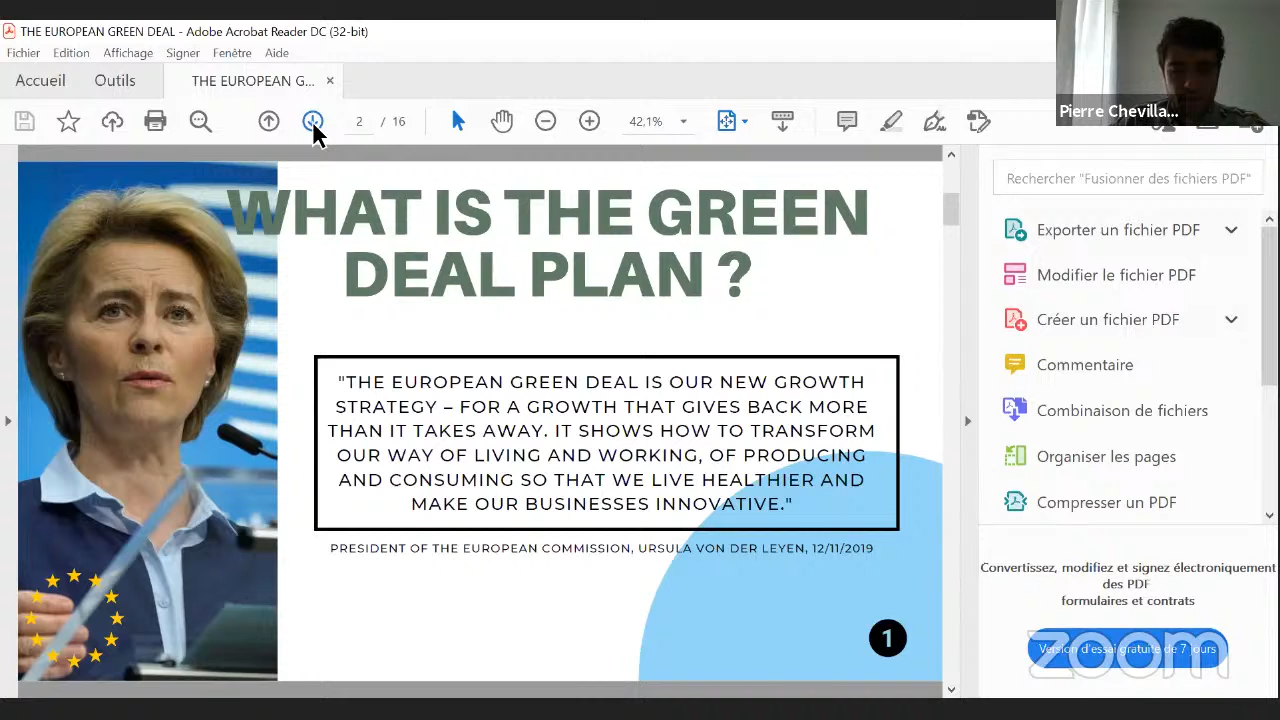 THE EUROPEAN GREEN DEAL - Adobe Acrobat Reader DC (32-bit)
Fichier Edition Affichage Signer Fenêtre Aide
Accueil Outils THE EUROPEAN G... ×
2 / 16 42,1%
Pierre Chevilla...
WHAT IS THE GREEN
DEAL PLAN ?
"THE EUROPEAN GREEN DEAL IS OUR NEW GROWTH
STRATEGY – FOR A GROWTH THAT GIVES BACK MORE
THAN IT TAKES AWAY. IT SHOWS HOW TO TRANSFORM
OUR WAY OF LIVING AND WORKING, OF PRODUCING
AND CONSUMING SO THAT WE LIVE HEALTHIER AND
MAKE OUR BUSINESSES INNOVATIVE."
PRESIDENT OF THE EUROPEAN COMMISSION, URSULA VON DER LEYEN, 12/11/2019
1
Rechercher "Fusionner des fichiers PDF"
Exporter un fichier PDF
Modifier le fichier PDF
Créer un fichier PDF
Commentaire
Combinaison de fichiers
Organiser les pages
Compresser un PDF
Convertissez, modifiez et signez électroniquement
des PDF
formulaires et contrats
Version d'essai gratuite de 7 jours
zoom